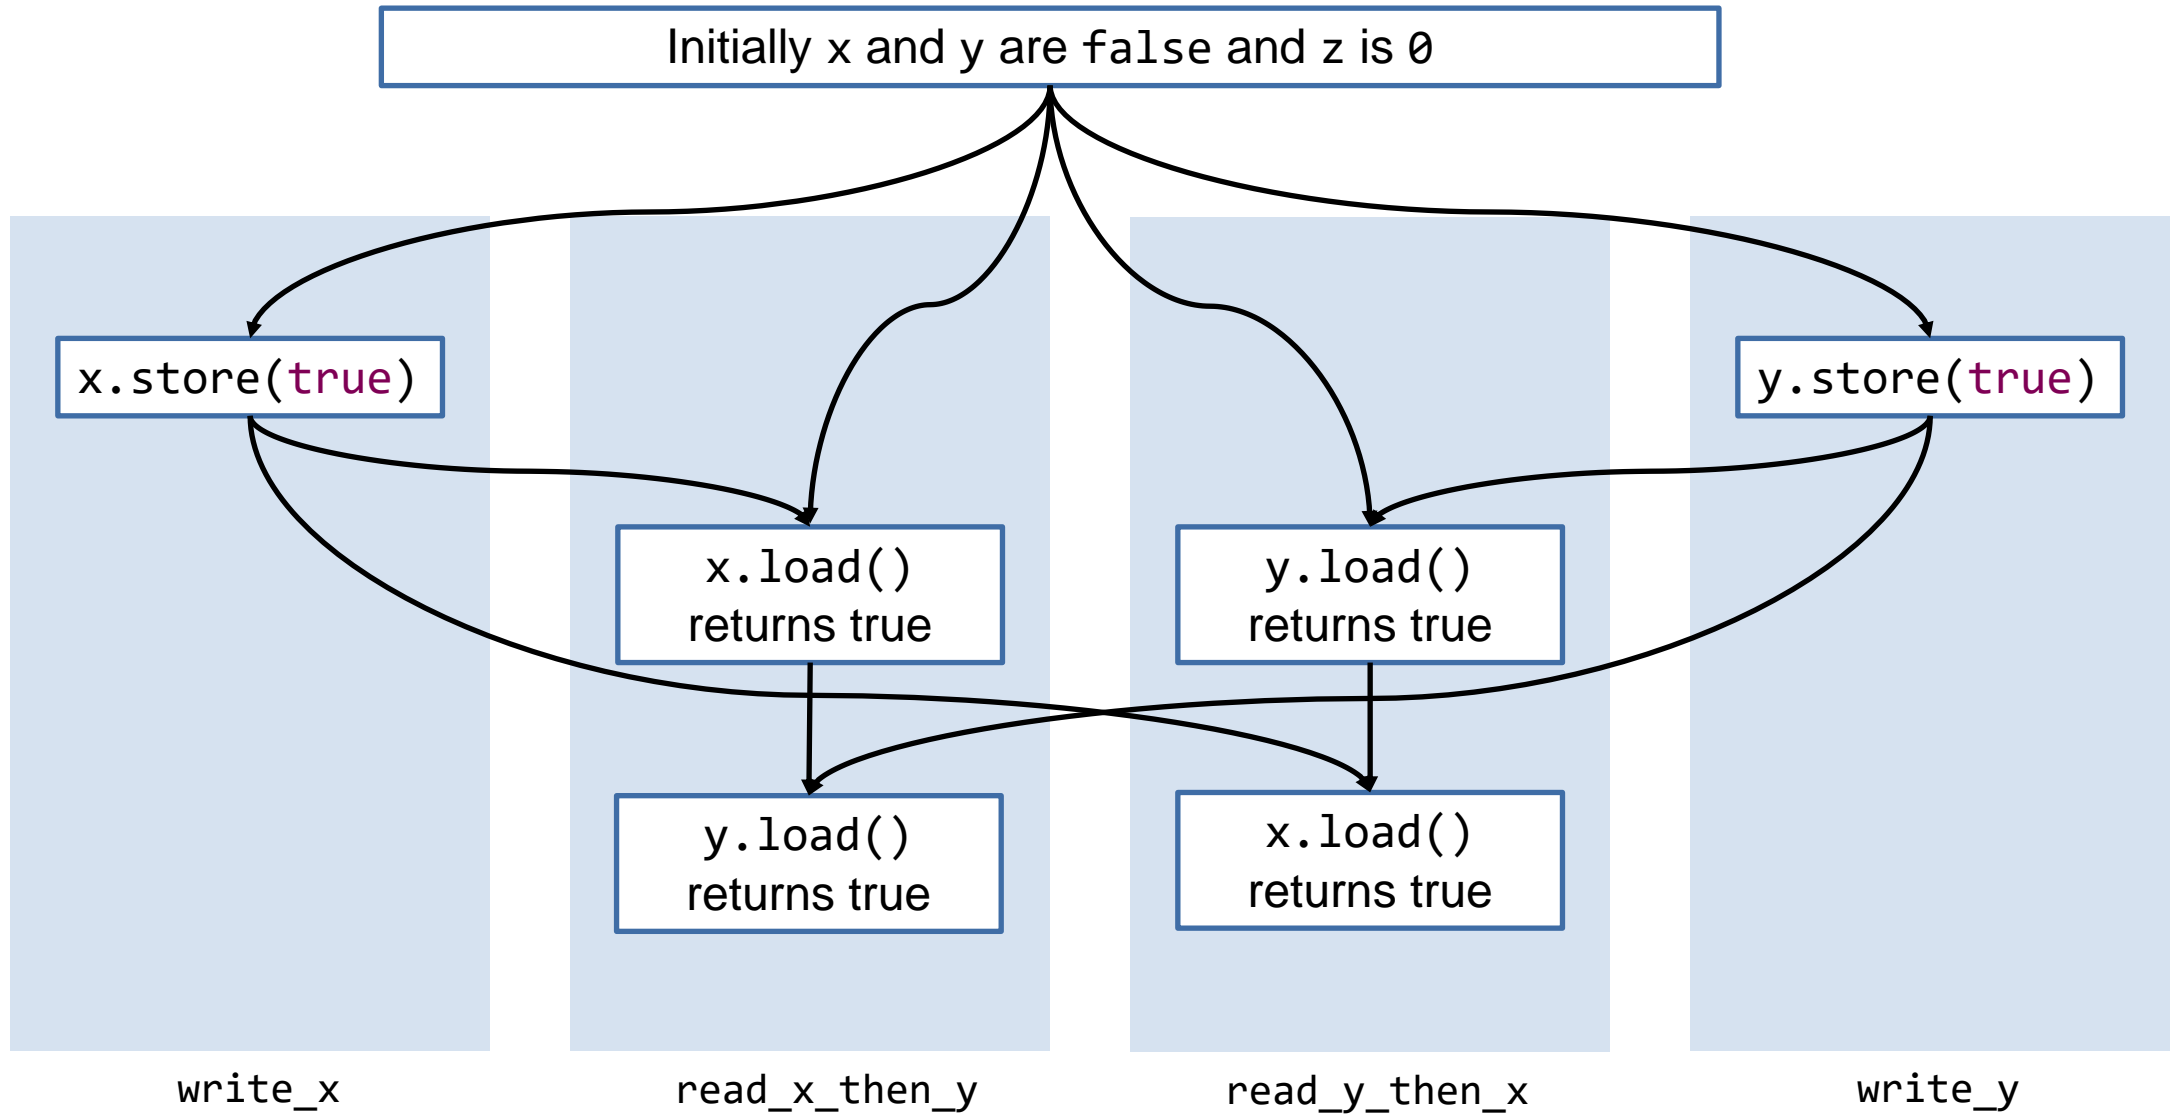 Initially x and y are false and z is 0
x.store(true)
y.store(true)
x.load()
returns true
y.load()
returns true
y.load()
returns true
x.load()
returns true
write_x
read_x_then_y
read_y_then_x
write_y